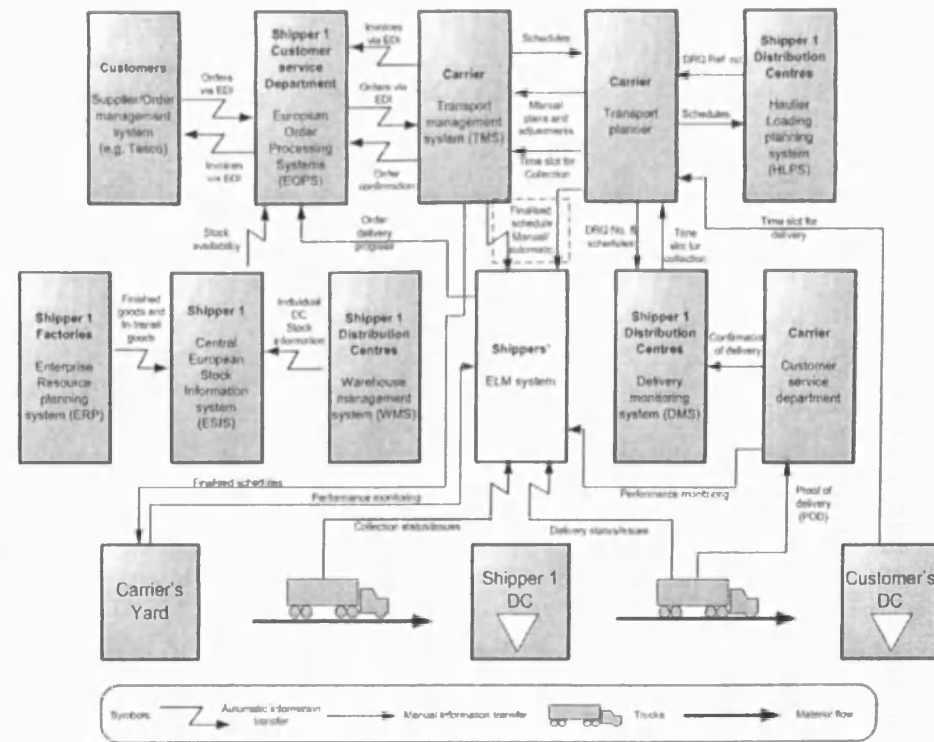 Customers
Supplier/Order
management
system
(e.g. Tesco)
Orders
via EDI
Invoices
via EDI
Shipper 1
Customer
service
Department
European
Order
Processing
Systems
(EOPS)
Invoices
via EDI
Orders via
EDI
Order
confirmation
Carrier
Transport
management
system (TMS)
Schedules
Manual
plans and
adjustments
Time slot for
Collection
Carrier
Transport
planner
DRQ Ref. no.
Schedules
Shipper 1
Distribution
Centres
Haulier
Loading
planning
system
(HLPS)
Stock
availability
Order
delivery
progress
Finalised
schedule
Manual/
automatic
DRQ No. &
schedules
Time
slot for
collection
Time slot for
delivery
Shipper 1
Factories
Enterprise
Resource
planning
system (ERP)
Finished
goods and
In-transit
goods
Shipper 1
Central
European
Stock
Information
system
(ESIS)
Individual
DC
Stock
information
Shipper 1
Distribution
Centres
Warehouse
management
system (WMS)
Shippers'
ELM system
Shipper 1
Distribution
Centres
Delivery
monitoring
system (DMS)
Confirmation
of delivery
Carrier
Customer
service
department
Finalised schedules
Performance monitoring
Collection status/issues
Performance monitoring
Delivery status/issues
Proof of
delivery
(POD)
Carrier's
Yard
Shipper 1
DC
Customer's
DC
Symbols:
Automatic information
transfer
Manual information transfer
Trucks
Material flow